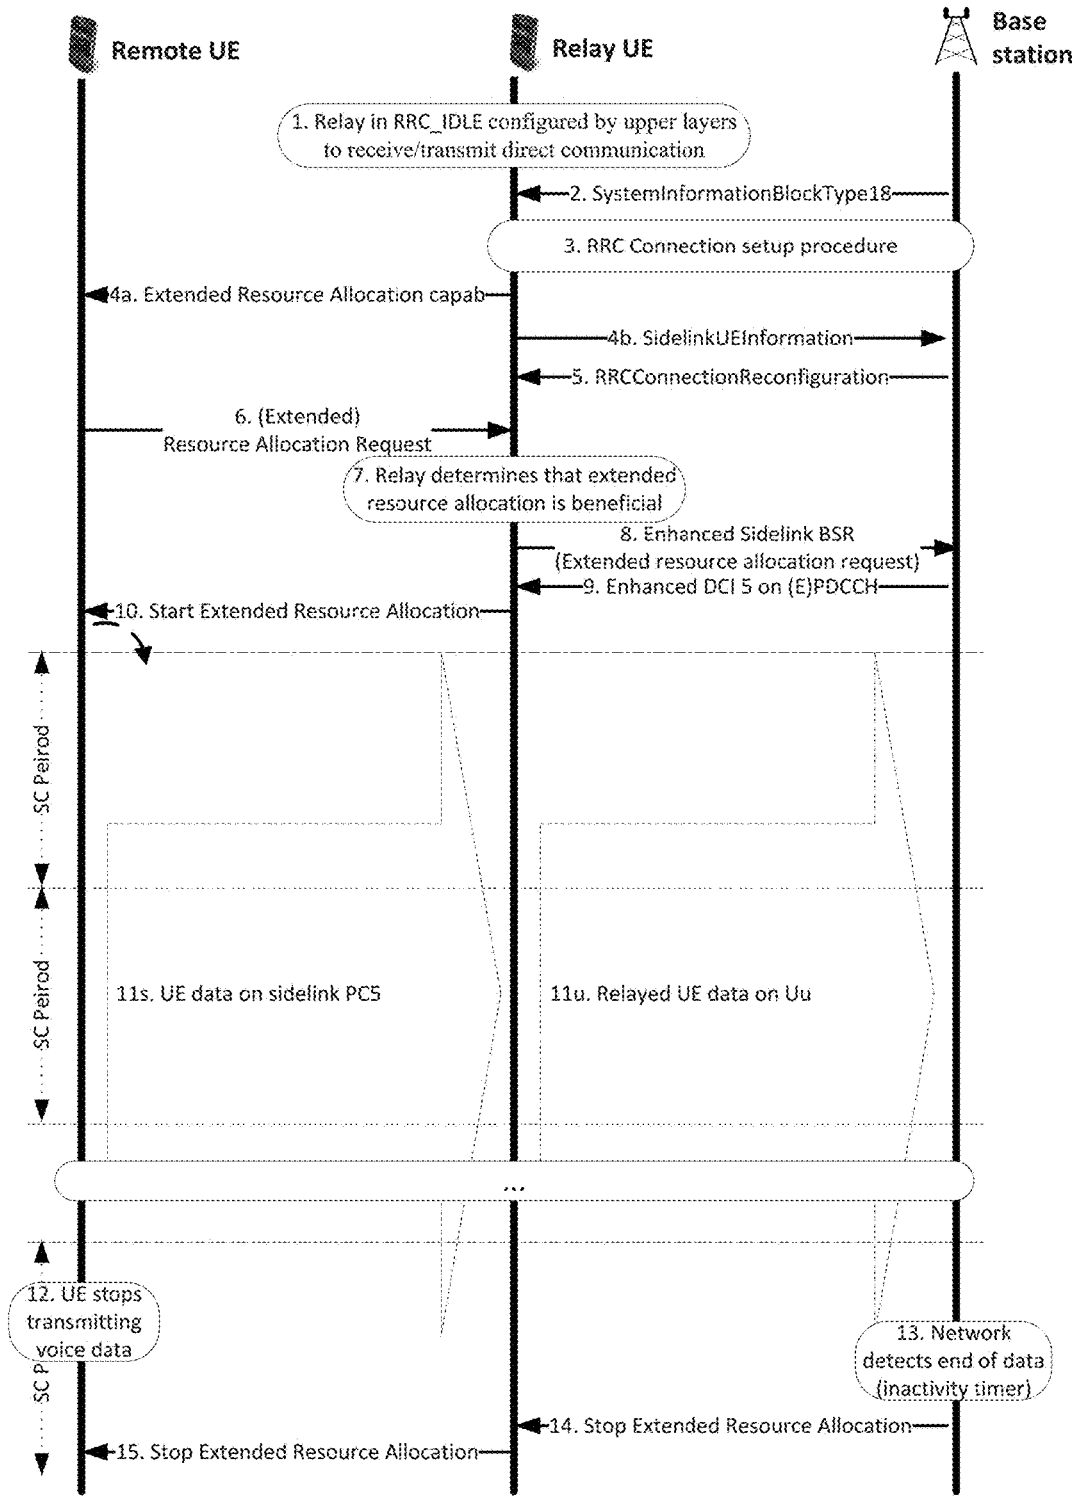 Remote UE
Relay UE
Base
station
1. Relay in RRC_IDLE configured by upper layers
to receive/transmit direct communication
2. SystemInformationBlockType18
3. RRC Connection setup procedure
4a. Extended Resource Allocation capab
4b. SidelinkUEInformation
5. RRCConnectionReconfiguration
6. (Extended)
Resource Allocation Request
7. Relay determines that extended
resource allocation is beneficial
8. Enhanced Sidelink BSR
(Extended resource allocation request)
9. Enhanced DCI 5 on (E)PDCCH
10. Start Extended Resource Allocation
SC Peirod
SC Peirod
11s. UE data on sidelink PC5
11u. Relayed UE data on Uu
...
12. UE stops
transmitting
voice data
SC P
13. Network
detects end of data
(inactivity timer)
14. Stop Extended Resource Allocation
15. Stop Extended Resource Allocation